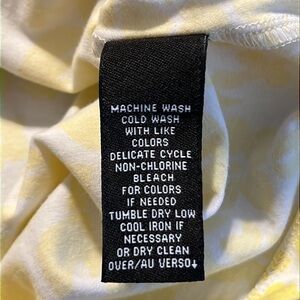 MACHINE WASH
COLD WASH
WITH LIKE
COLORS
DELICATE CYCLE
NON-CHLORINE
BLEACH
FOR COLORS
IF NEEDED
TUMBLE DRY LOW
COOL IRON IF
NECESSARY
OR DRY CLEAN
OVER/AU VERSO↓